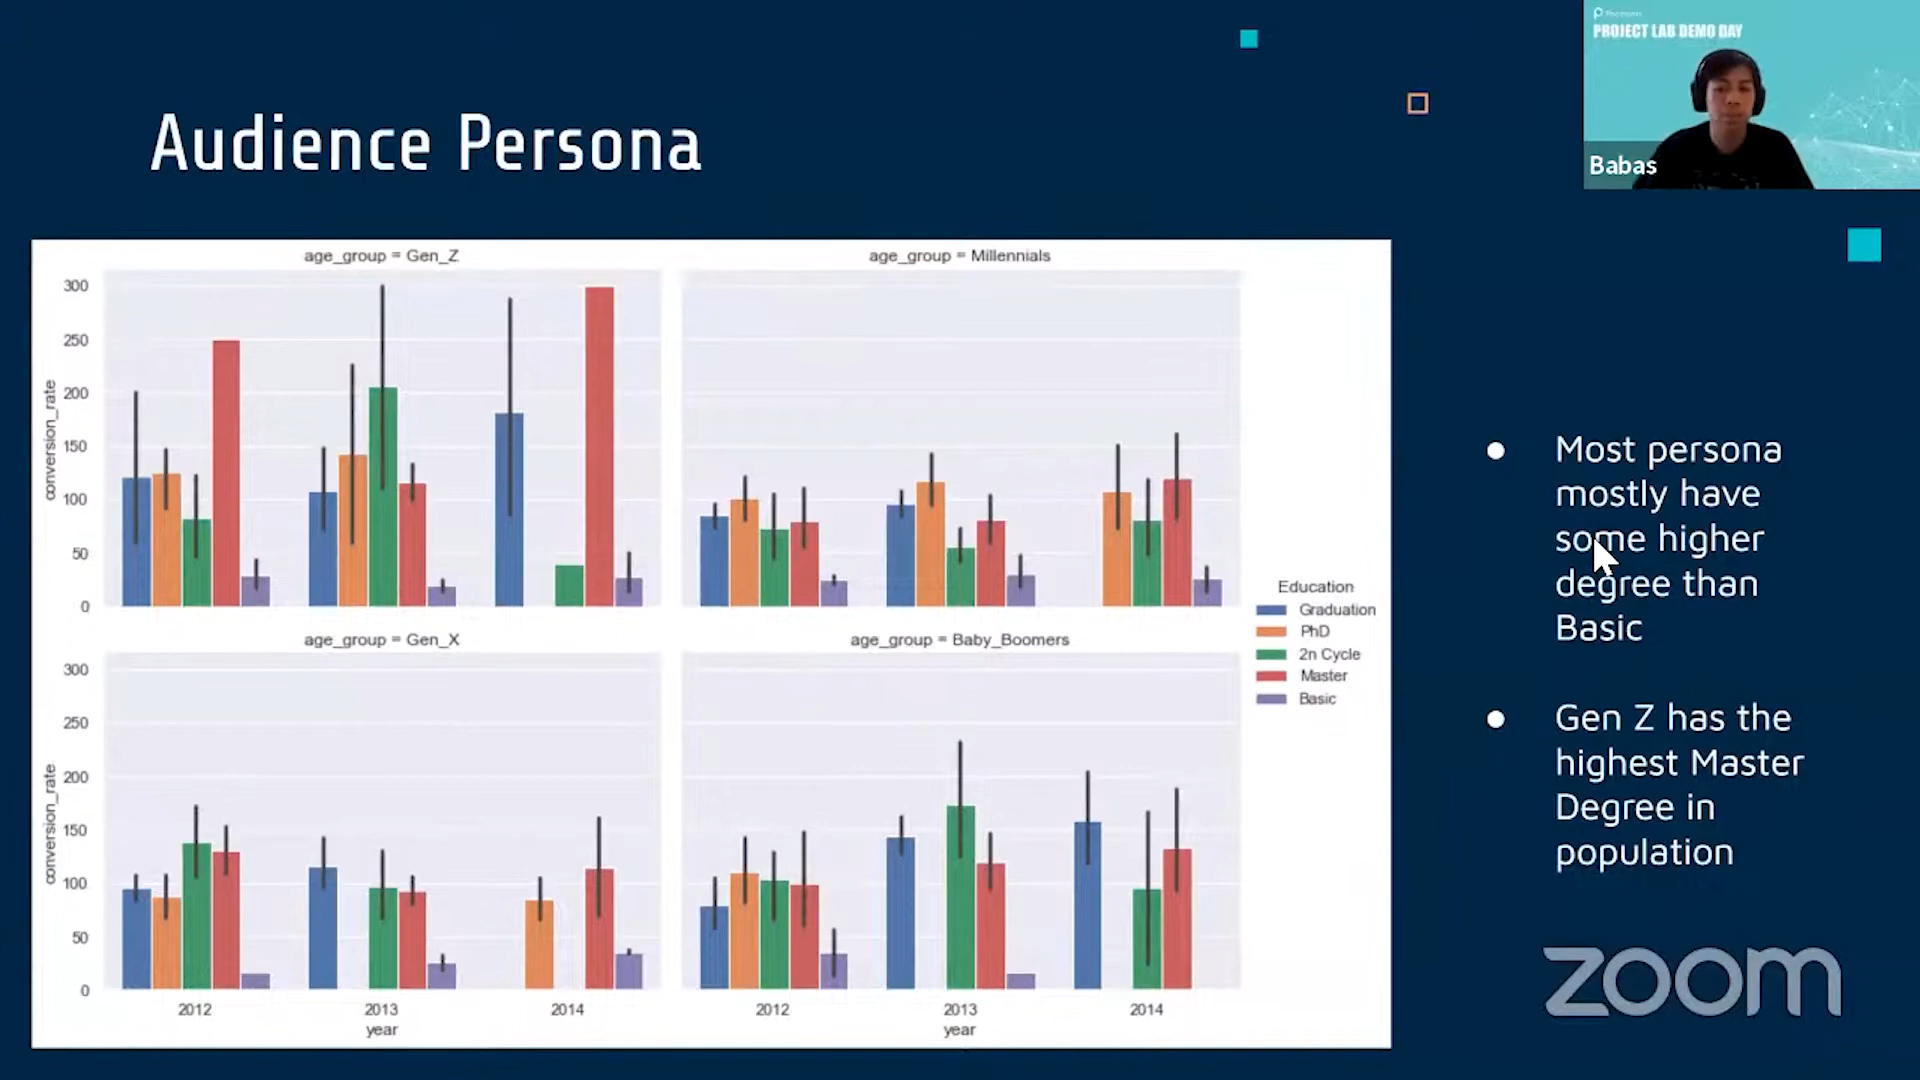 PROJECT LAB DEMO DAY
Babas
Audience Persona
age_group = Gen_Z
age_group = Millennials
300
250
200
150
100
50
0
conversion_rate
age_group = Gen_X
age_group = Baby_Boomers
300
250
200
150
100
50
0
conversion_rate
2012
2013
2014
year
2012
2013
2014
year
Education
Graduation
PhD
2n Cycle
Master
Basic
Most persona
mostly have
some higher
degree than
Basic
Gen Z has the
highest Master
Degree in
population
zoom